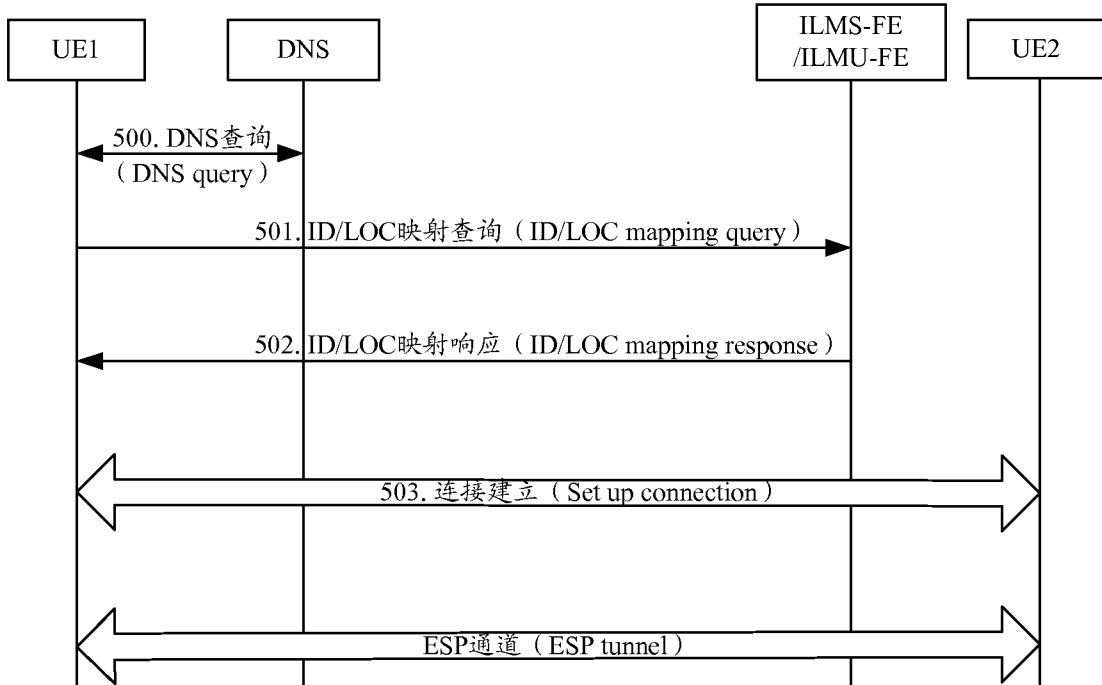 UE1
DNS
ILMS-FE
/ILMU-FE
UE2
500. DNS查询
（DNS query）
501. ID/LOC映射查询（ID/LOC mapping query）
502. ID/LOC映射响应（ID/LOC mapping response）
503. 连接建立（Set up connection）
ESP通道（ESP tunnel）